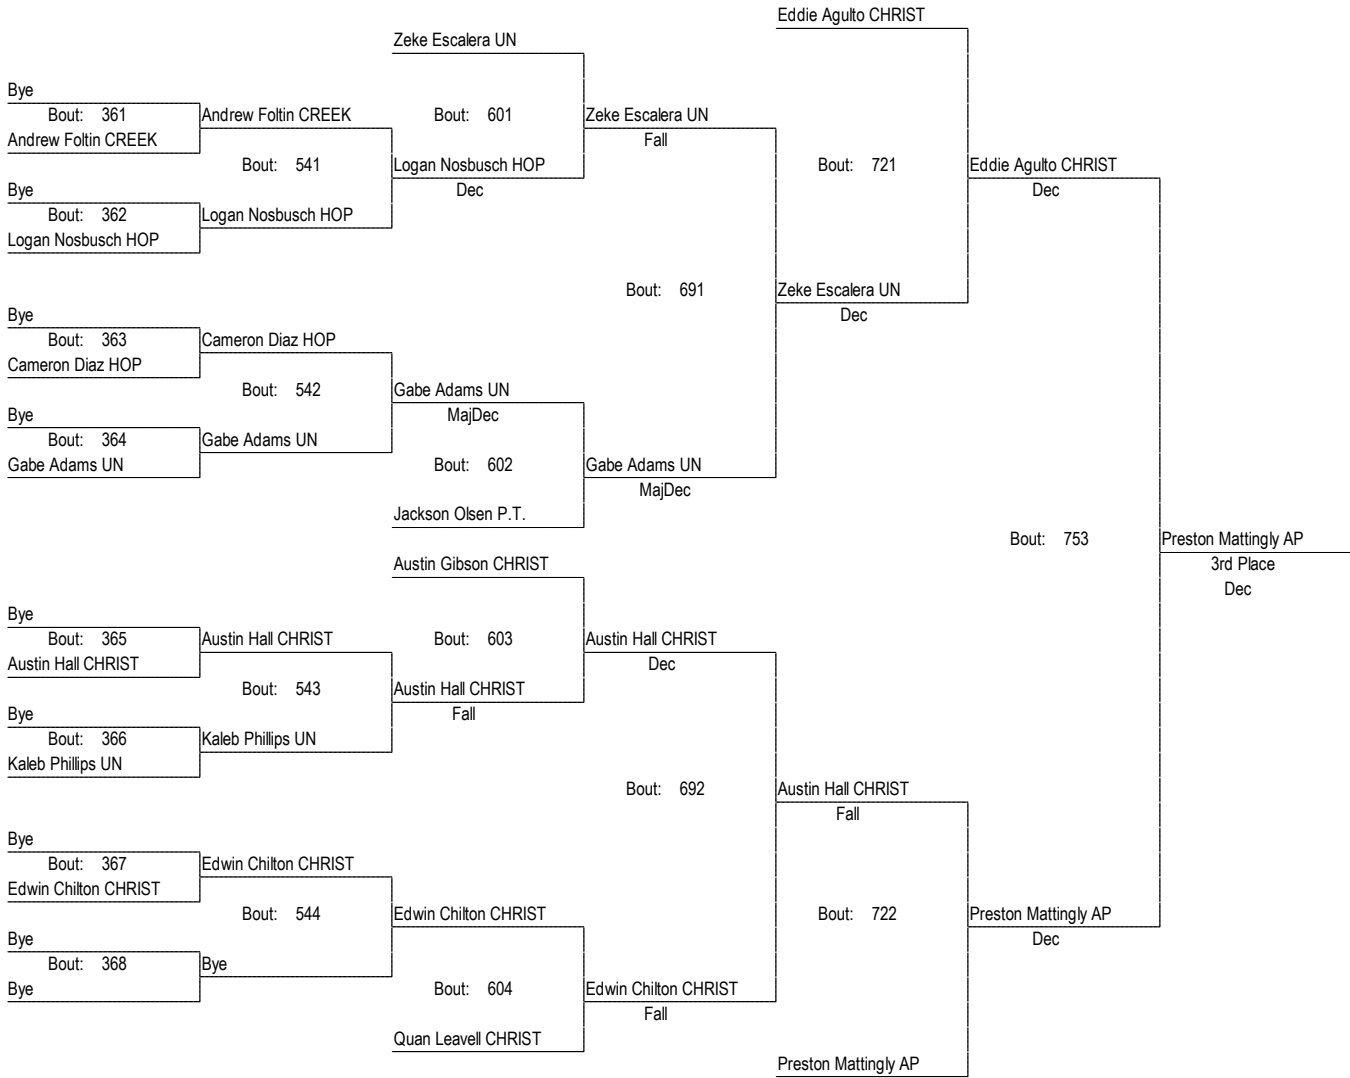 Eddie Agulto CHRIST
Zeke Escalera UN
Bye
Bout: 361
Andrew Foltin CREEK
Bout: 601
Zeke Escalera UN
Andrew Foltin CREEK
Fall
Bout: 541
Logan Nosbusch HOP
Bout: 721
Eddie Agulto CHRIST
Bye
Dec
Dec
Bout: 362
Logan Nosbusch HOP
Logan Nosbusch HOP
Bout: 691
Zeke Escalera UN
Bye
Dec
Bout: 363
Cameron Diaz HOP
Cameron Diaz HOP
Bout: 542
Gabe Adams UN
Bye
MajDec
Bout: 364
Gabe Adams UN
Gabe Adams UN
Bout: 602
Gabe Adams UN
MajDec
Jackson Olsen P.T.
Bout: 753
Preston Mattingly AP
Austin Gibson CHRIST
3rd Place
Dec
Bye
Bout: 365
Austin Hall CHRIST
Bout: 603
Austin Hall CHRIST
Austin Hall CHRIST
Dec
Bout: 543
Austin Hall CHRIST
Bye
Fall
Bout: 366
Kaleb Phillips UN
Kaleb Phillips UN
Bout: 692
Austin Hall CHRIST
Fall
Bye
Bout: 367
Edwin Chilton CHRIST
Edwin Chilton CHRIST
Bout: 544
Edwin Chilton CHRIST
Bout: 722
Preston Mattingly AP
Bye
Dec
Bout: 368
Bye
Bye
Bout: 604
Edwin Chilton CHRIST
Fall
Quan Leavell CHRIST
Preston Mattingly AP